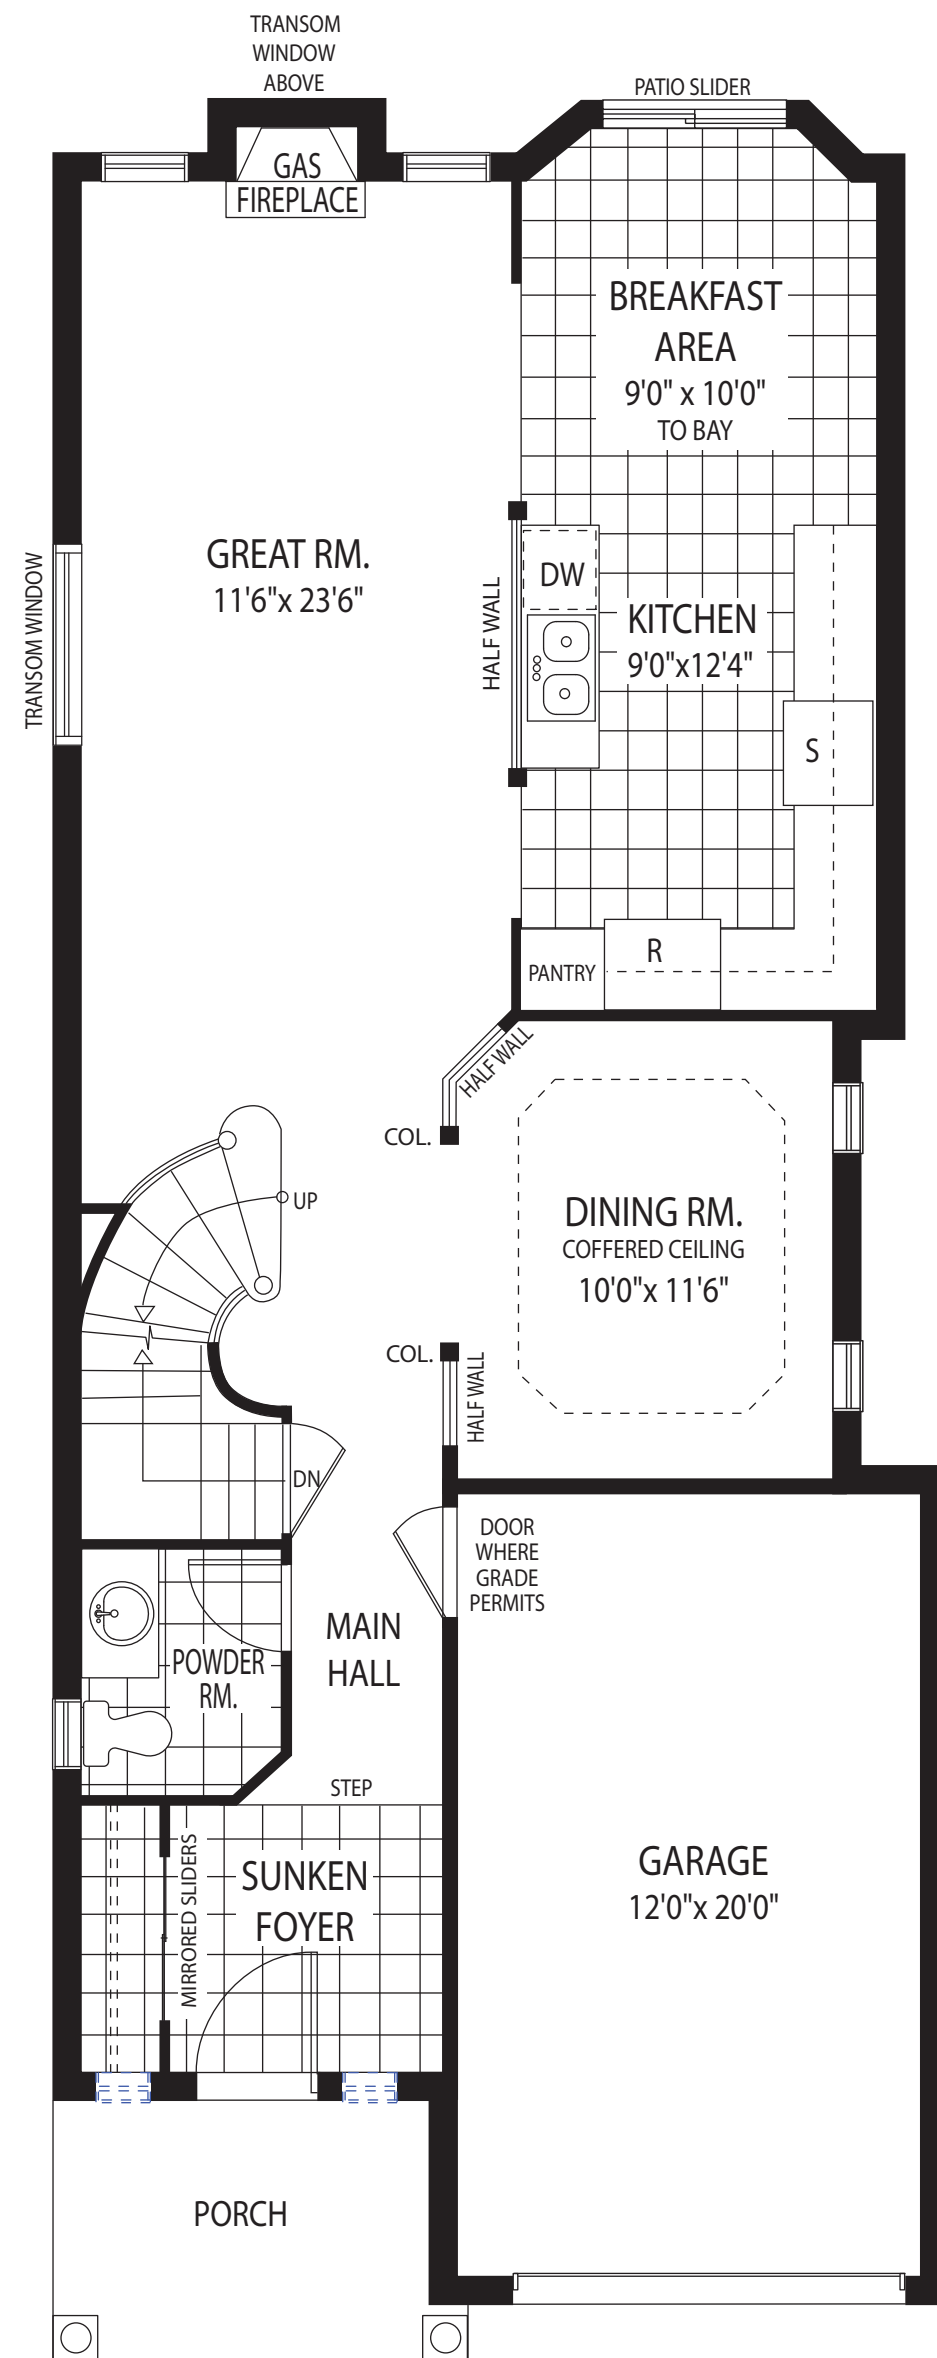 TRANSOM
WINDOW
ABOVE
PATIO SLIDER
GAS
FIREPLACE
BREAKFAST
AREA
9'0" x 10'0"
TO BAY
TRANSOM WINDOW
GREAT RM.
11'6"x 23'6"
HALF WALL
DW
KITCHEN
9'0"x12'4"
S
PANTRY
R
HALF WALL
COL.
UP
DINING RM.
COFFERED CEILING
10'0"x 11'6"
COL.
HALF WALL
DN
DOOR
WHERE
GRADE
PERMITS
MAIN
HALL
POWDER
RM.
STEP
MIRRORED SLIDERS
SUNKEN
FOYER
GARAGE
12'0"x 20'0"
PORCH